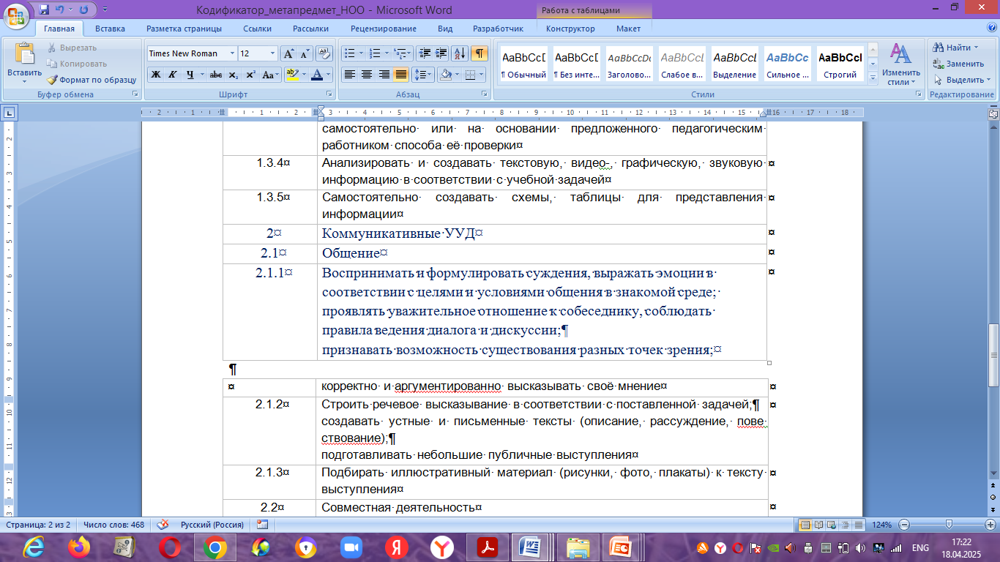 Кодификатор_метапредмет_НОО - Microsoft Word
Работа с таблицами
Главная Вставка Разметка страницы Ссылки Рассылки Рецензирование Вид Разработчик Конструктор Макет
Вставить
Вырезать
Копировать
Формат по образцу
Буфер обмена
Times New Roman 12
Ж К Ч abc x₂ x² Aa
Шрифт
Абзац
AaBbCcD AaBbCcD AaBbCcDc AaBbCcL AaBbCcL AaBbCc AaBbCcl
¶ Обычный ¶ Без инте... Заголово... Слабое в... Выделение Сильное ... Строгий
Изменить стили
Стили
Найти
Заменить
Выделить
Редактирование
2 1 1 2 3 4 5 6 7 8 9 10 11 12 13 14 15 16 17 18
самостоятельно или на основании предложенного педагогическим
работником способа её проверки¤
1.3.4¤ Анализировать и создавать текстовую, видео-, графическую, звуковую ¤
информацию в соответствии с учебной задачей¤
1.3.5¤ Самостоятельно создавать схемы, таблицы для представления ¤
информации¤
2¤ Коммуникативные УУД¤ ¤
2.1¤ Общение¤ ¤
2.1.1¤ Воспринимать и формулировать суждения, выражать эмоции в ¤
соответствии с целями и условиями общения в знакомой среде;
проявлять уважительное отношение к собеседнику, соблюдать
правила ведения диалога и дискуссии;¶
признавать возможность существования разных точек зрения;¤
¶
¤ корректно и аргументированно высказывать своё мнение¤ ¤
2.1.2¤ Строить речевое высказывание в соответствии с поставленной задачей;¶ ¤
создавать устные и письменные тексты (описание, рассуждение, пове
ствование);¶
подготавливать небольшие публичные выступления¤
2.1.3¤ Подбирать иллюстративный материал (рисунки, фото, плакаты) к тексту ¤
выступления¤
2.2¤ Совместная деятельность¤ ¤
Страница: 2 из 2 Число слов: 468 Русский (Россия) 124%
ENG
17:22
18.04.2025